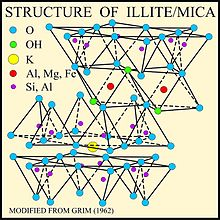 STRUCTURE OF ILLITE/MICA
O
OH
K
Al, Mg, Fe
Si, Al
MODIFIED FROM GRIM (1962)